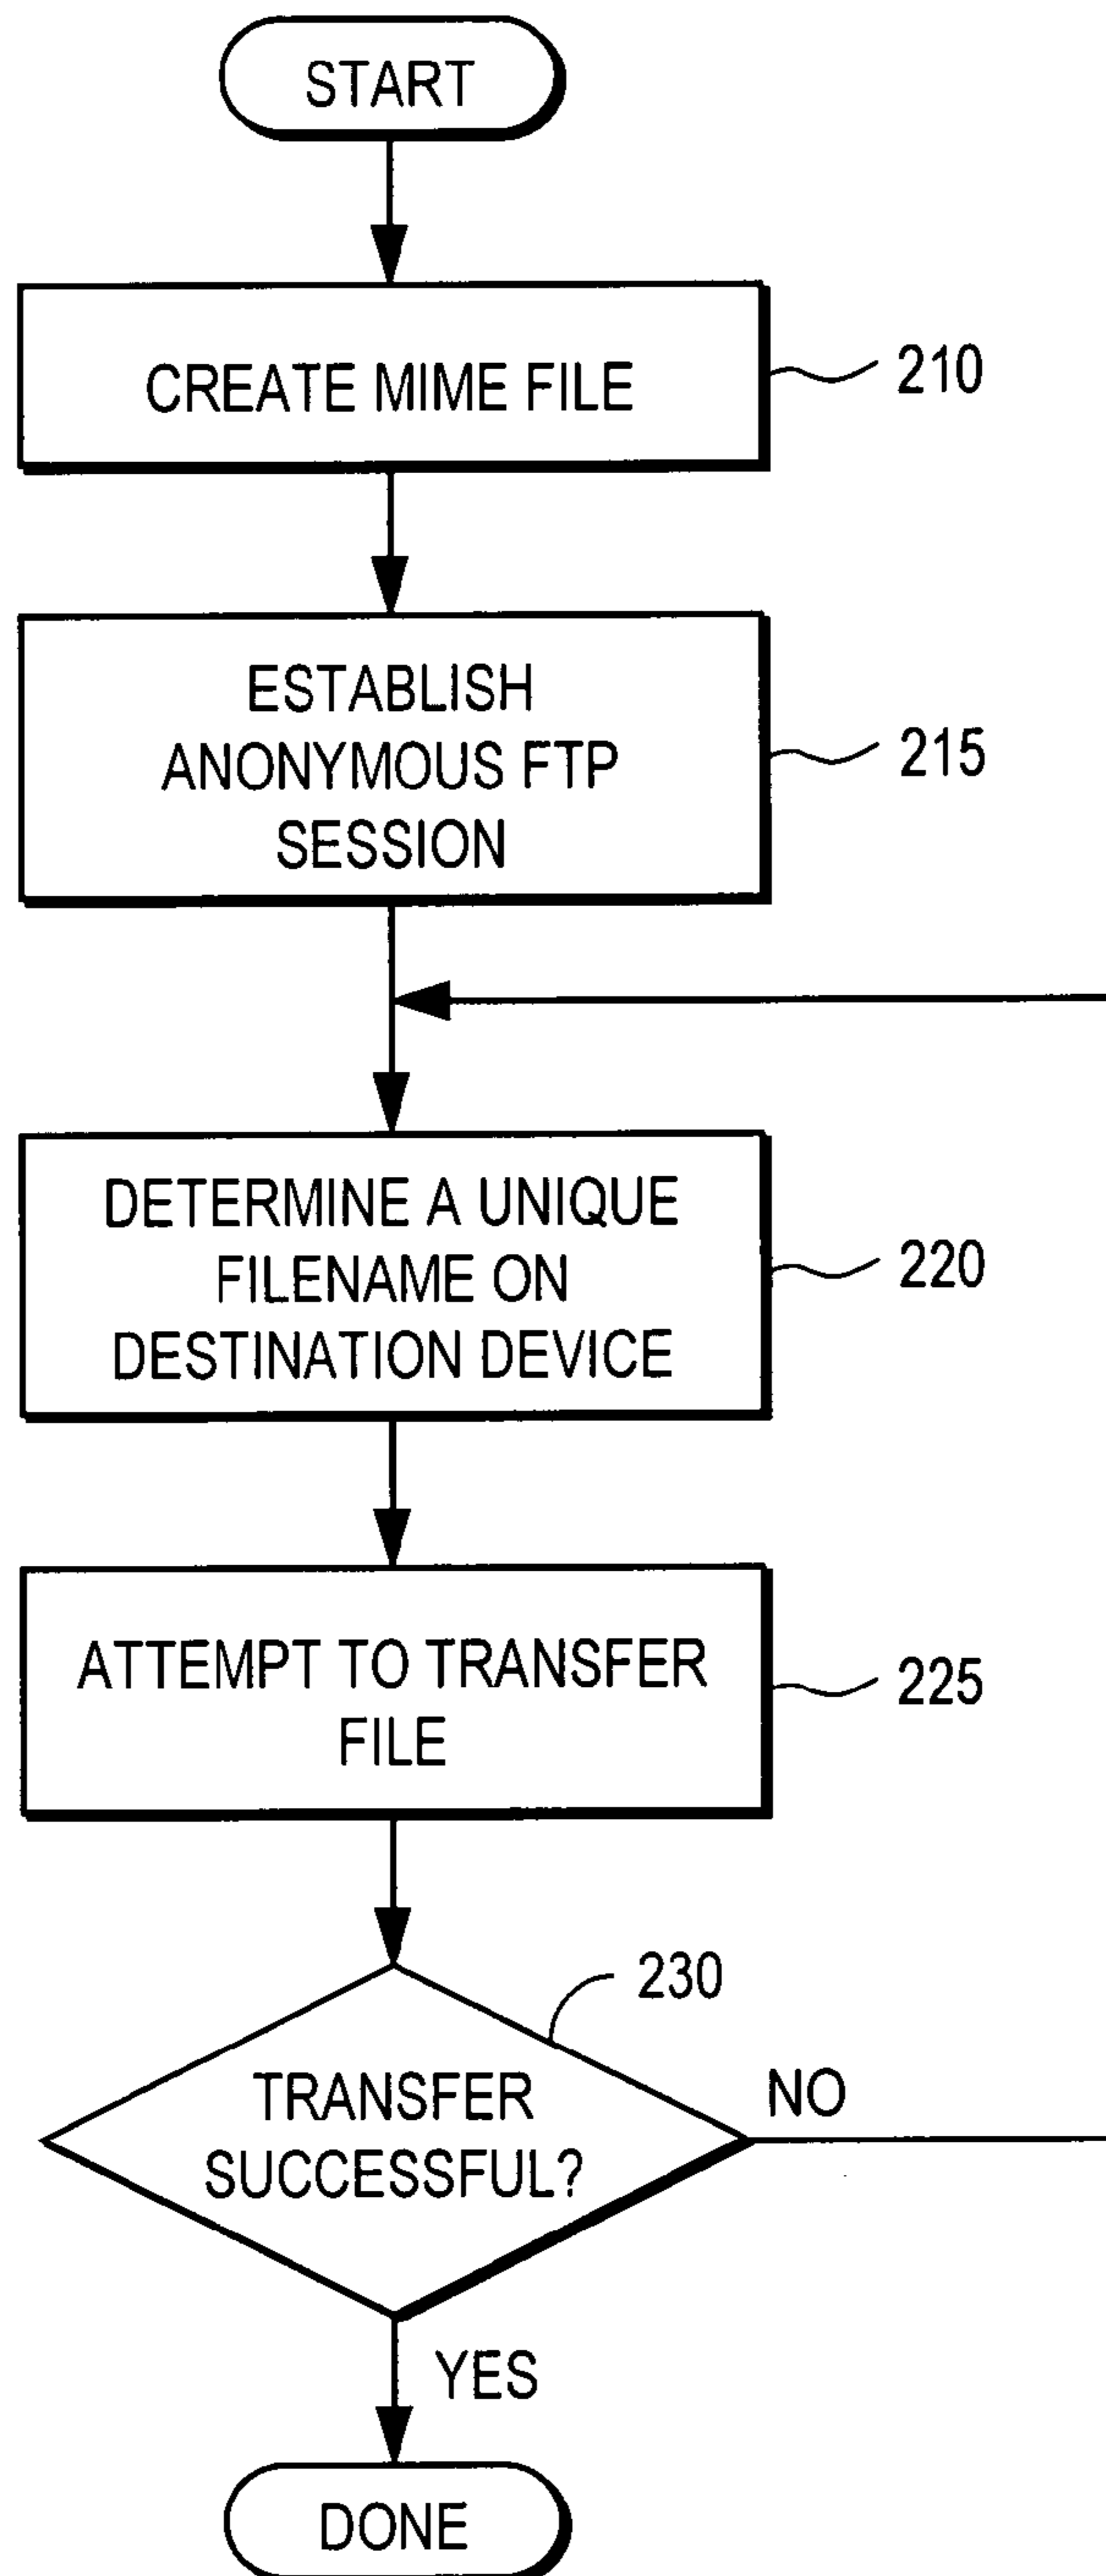 START
CREATE MIME FILE
210
ESTABLISH
ANONYMOUS FTP
SESSION
215
DETERMINE A UNIQUE
FILENAME ON
DESTINATION DEVICE
220
ATTEMPT TO TRANSFER
FILE
225
230
TRANSFER
SUCCESSFUL?
NO
YES
DONE